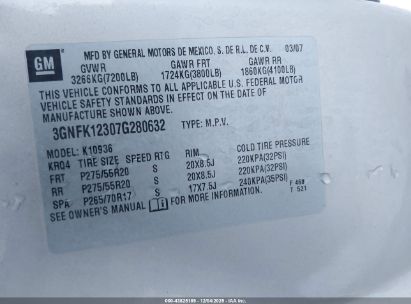 GM
MFD BY GENERAL MOTORS DE MEXICO. S. DE R.L. DE C.V. 03/07
GVWR GAWR FRT GAWR RR
3266KG(7200LB) 1724KG(3800LB) 1860KG(4100LB)
THIS VEHICLE CONFORMS TO ALL APPLICABLE U.S. FEDERAL MOTOR
VEHICLE SAFETY STANDARDS IN EFFECT ON THE DATE OF
MANUFACTURE SHOWN ABOVE.
3GNFK12307G280632 TYPE: M.P.V.
MODEL: K10936
KRQ4 TIRE SIZE SPEED RTG RIM COLD TIRE PRESSURE
FRT P275/55R20 S 20X8.5J 220KPA(32PSI)
RR P275/55R20 S 20X8.5J 220KPA(32PSI)
SPA P265/70R17 S 17X7.5J 240KPA(35PSI)
SEE OWNER'S MANUAL FOR MORE INFORMATION. F 460
T 521